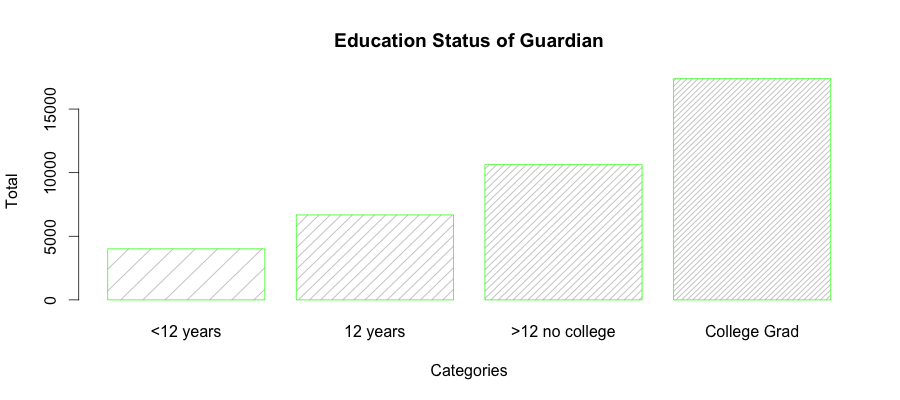 Education Status of Guardian
Total
15000
10000
5000
0
<12 years
12 years
>12 no college
College Grad
Categories